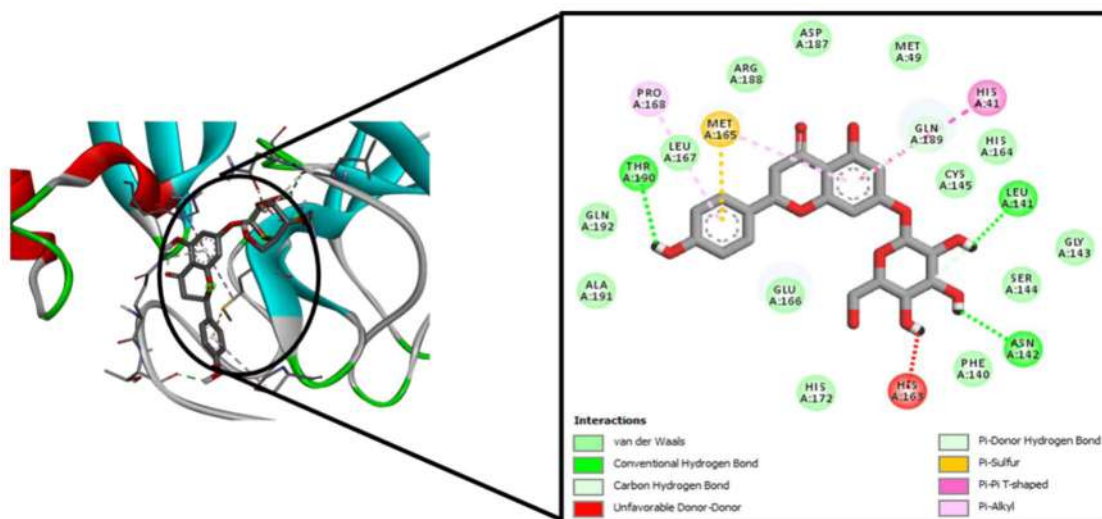 ASP
A:187
MET
A:49
ARG
A:188
PRO
A:168
HIS
A:41
MET
A:165
GLN
A:189
LEU
A:167
HIS
A:164
THR
A:190
CYS
A:145
LEU
A:141
GLN
A:192
GLY
A:143
ALA
A:191
GLU
A:166
SER
A:144
ASN
A:142
PHE
A:140
HIS
A:172
HIS
A:163
Interactions
van der Waals
Conventional Hydrogen Bond
Carbon Hydrogen Bond
Unfavorable Donor-Donor
Pi-Donor Hydrogen Bond
Pi-Sulfur
Pi-Pi T-shaped
Pi-Alkyl